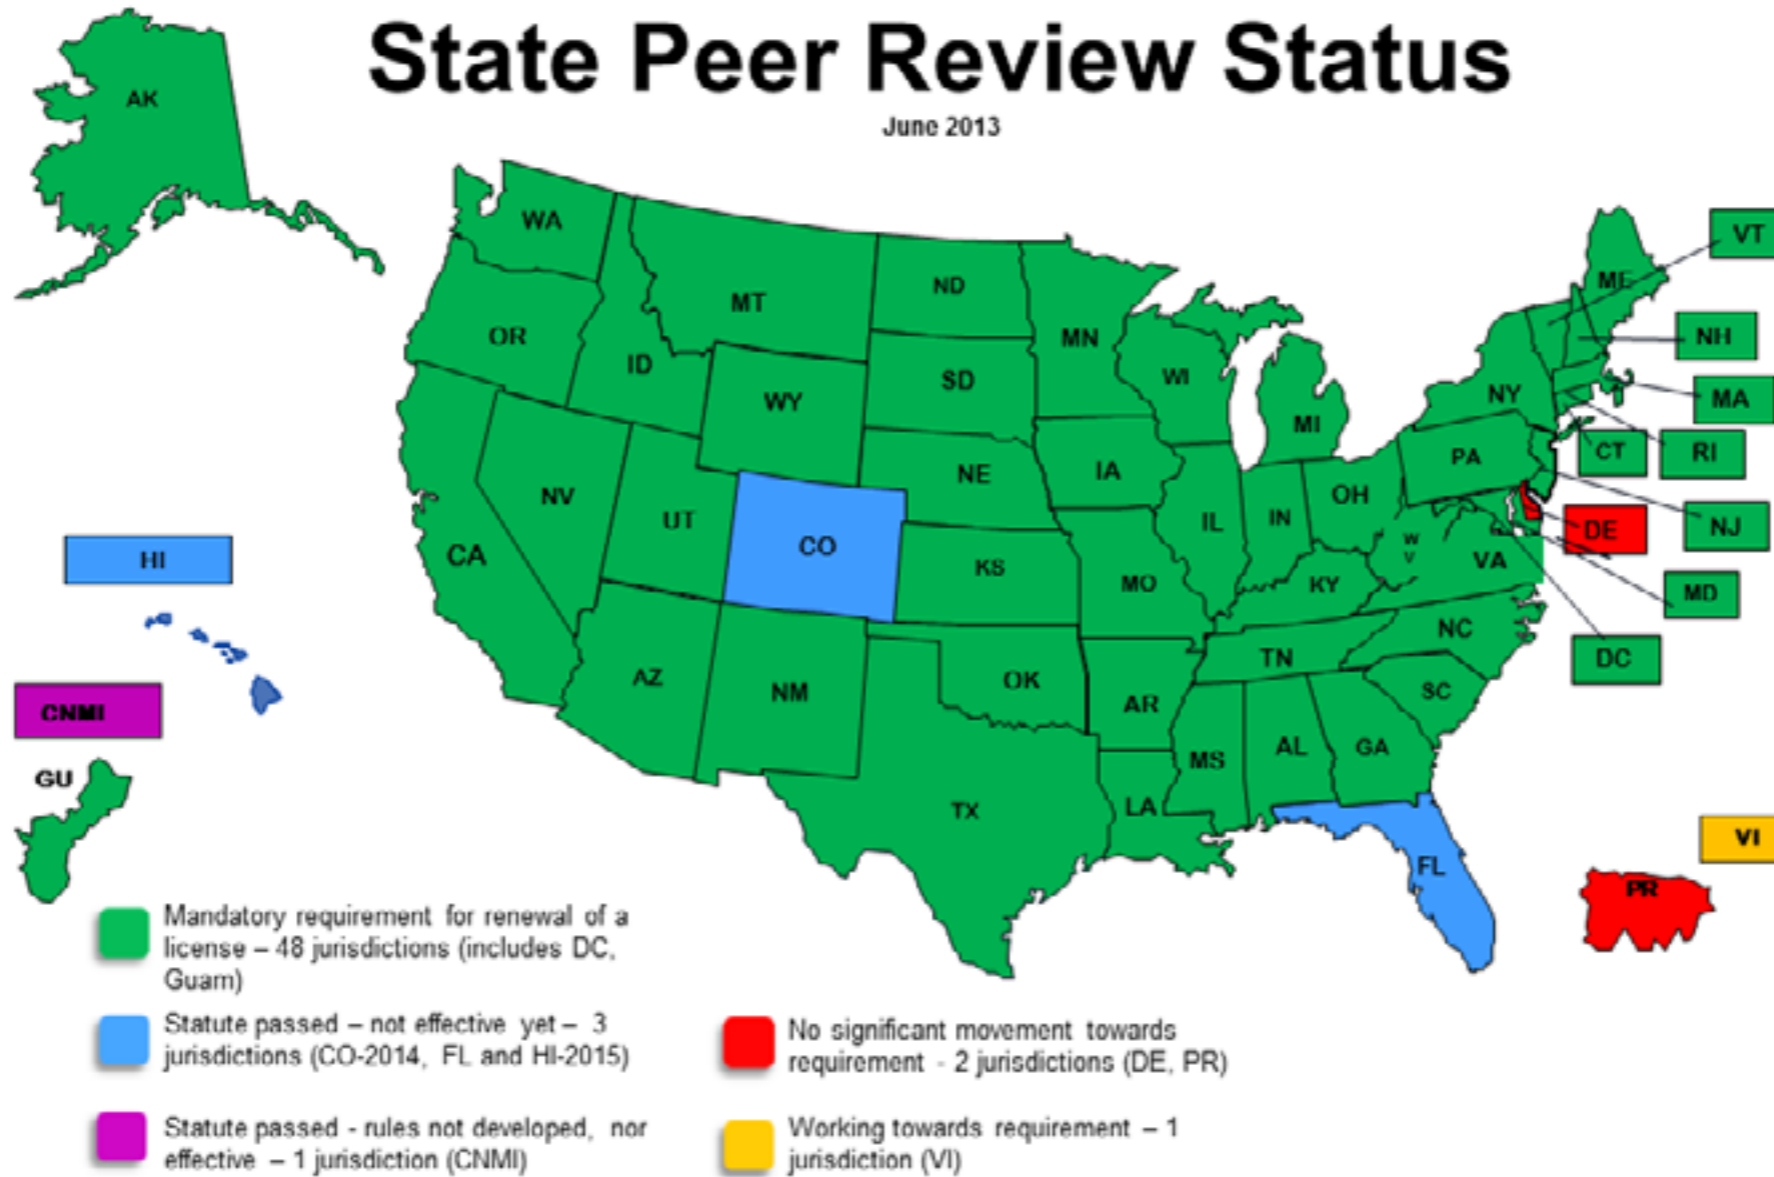 State Peer Review Status
June 2013
AK
WA
MT
ND
MN
OR
ID
SD
WI
WY
MI
NY
ME
VT
NH
MA
CT
RI
PA
NJ
DE
MD
DC
NE
IA
IL
IN
OH
W
V
VA
NV
UT
CO
CA
KS
MO
KY
NC
TN
SC
AZ
NM
OK
AR
MS
AL
GA
TX
LA
FL
HI
CNMI
GU
VI
PR
Mandatory requirement for renewal of a
license – 48 jurisdictions (includes DC,
Guam)
Statute passed – not effective yet – 3
jurisdictions (CO-2014, FL and HI-2015)
Statute passed - rules not developed, nor
effective – 1 jurisdiction (CNMI)
No significant movement towards
requirement - 2 jurisdictions (DE, PR)
Working towards requirement – 1
jurisdiction (VI)